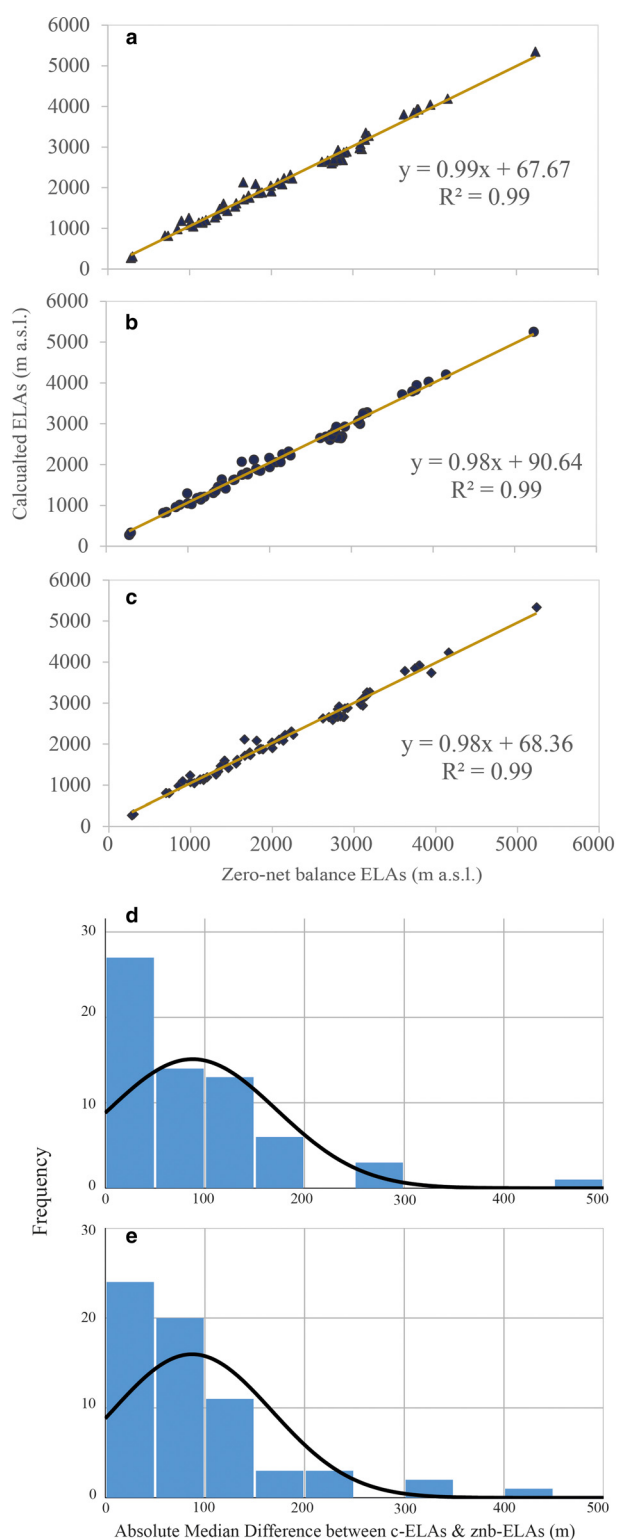 a
6000
5000
4000
3000
2000
1000
0
y = 0.99x + 67.67
R² = 0.99
Calcualted ELAs (m a.s.l.)
b
6000
5000
4000
3000
2000
1000
0
y = 0.98x + 90.64
R² = 0.99
c
6000
5000
4000
3000
2000
1000
0
y = 0.98x + 68.36
R² = 0.99
0 1000 2000 3000 4000 5000 6000
Zero-net balance ELAs (m a.s.l.)
d
30
20
10
0
0 100 200 300 400 500
Frequency
e
30
20
10
0
0 100 200 300 400 500
Absolute Median Difference between c-ELAs & znb-ELAs (m)